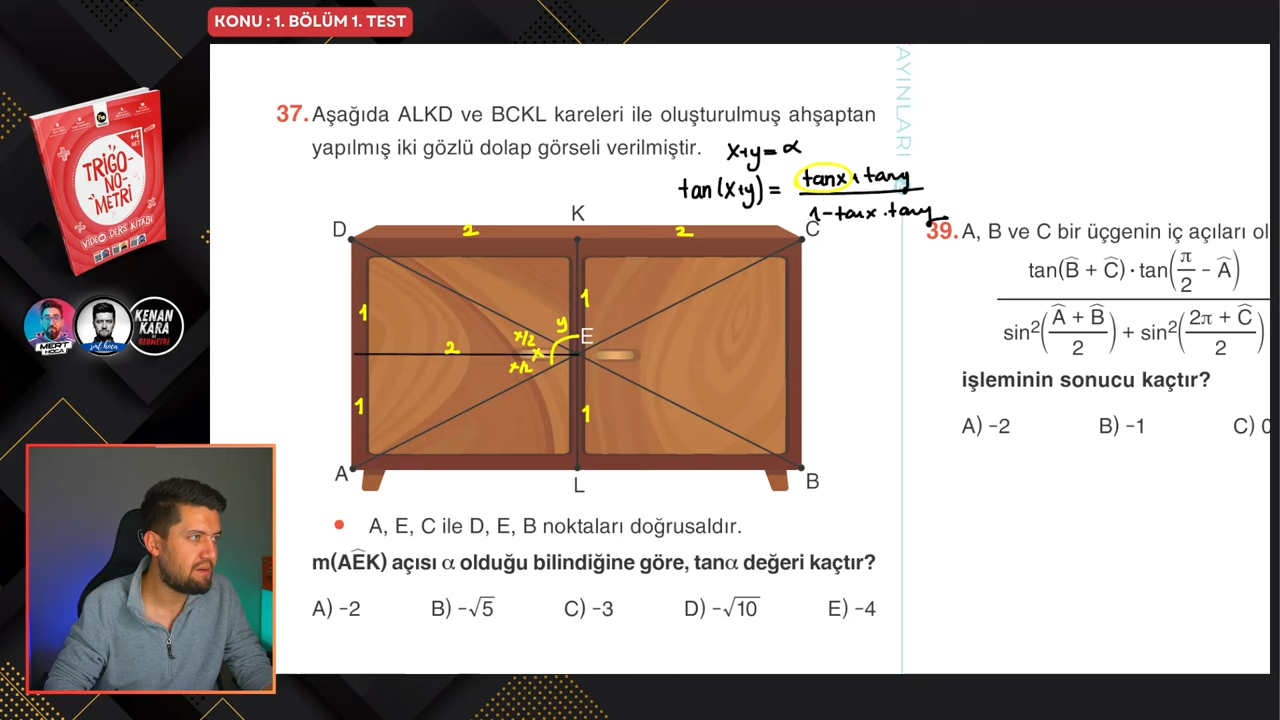 KONU : 1. BÖLÜM 1. TEST
+4 NET
TRİGO-
NO-
METRİ
VİDEO DERS KİTABI
MERT HOCA
KENAN KARA
GEOMETRİ
AYINLARI
37. Aşağıda ALKD ve BCKL kareleri ile oluşturulmuş ahşaptan
yapılmış iki gözlü dolap görseli verilmiştir.
x+y=α
tan(x+y) = tanx + tany
1-tanx.tany
D K C
2 2
1 1
y
x/2 E
2 x
x/2
1 1
A L B
• A, E, C ile D, E, B noktaları doğrusaldır.
m(AEK) açısı α olduğu bilindiğine göre, tanα değeri kaçtır?
A) –2 B) –√5 C) –3 D) –√10 E) –4
39. A, B ve C bir üçgenin iç açıları ol
tan(B + C) · tan(π/2 – A)
sin²((A + B)/2) + sin²((2π + C)/2)
işleminin sonucu kaçtır?
A) –2 B) –1 C) 0